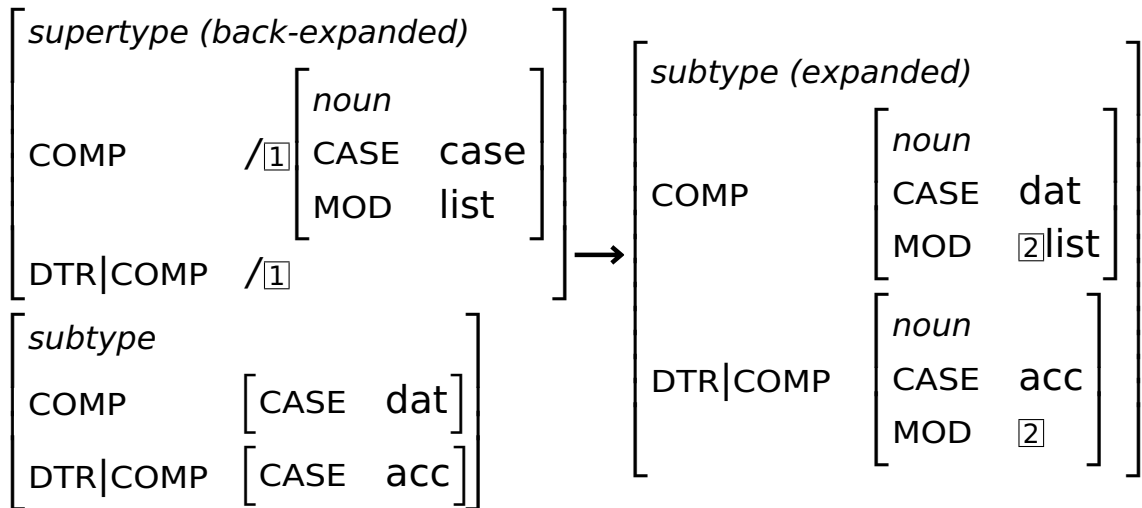 supertype (back-expanded)
noun
COMP /1 CASE case
MOD list
DTR|COMP /1
subtype
COMP [CASE dat]
DTR|COMP [CASE acc]
→
subtype (expanded)
noun
COMP CASE dat
MOD 2list
noun
DTR|COMP CASE acc
MOD 2